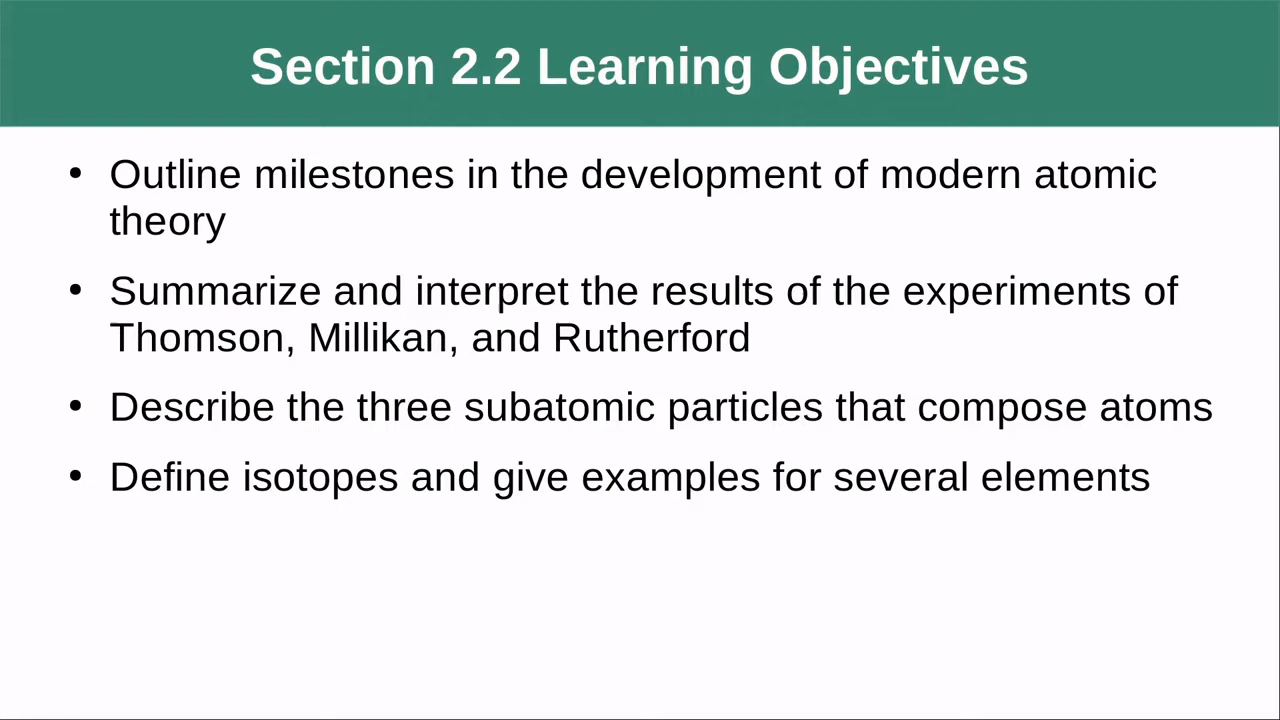 Section 2.2 Learning Objectives
• Outline milestones in the development of modern atomic
theory
• Summarize and interpret the results of the experiments of
Thomson, Millikan, and Rutherford
• Describe the three subatomic particles that compose atoms
• Define isotopes and give examples for several elements